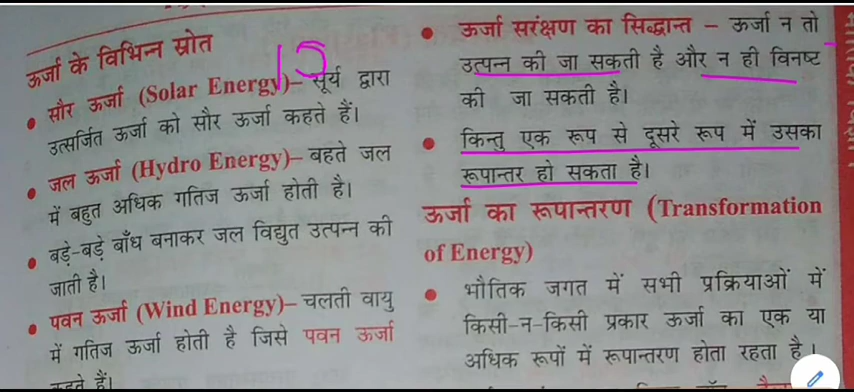 ऊर्जा के विभिन्न स्रोत
• सौर ऊर्जा (Solar Energy)– सूर्य द्वारा
उत्सर्जित ऊर्जा को सौर ऊर्जा कहते हैं।
• जल ऊर्जा (Hydro Energy)– बहते जल
में बहुत अधिक गतिज ऊर्जा होती है।
• बड़े-बड़े बाँध बनाकर जल विद्युत उत्पन्न की
जाती है।
• पवन ऊर्जा (Wind Energy)– चलती वायु
में गतिज ऊर्जा होती है जिसे पवन ऊर्जा
कहते हैं।
• ऊर्जा सरंक्षण का सिद्धान्त – ऊर्जा न तो
उत्पन्न की जा सकती है और न ही विनष्ट
की जा सकती है।
• किन्तु एक रूप से दूसरे रूप में उसका
रूपान्तर हो सकता है।
ऊर्जा का रूपान्तरण (Transformation
of Energy)
• भौतिक जगत में सभी प्रक्रियाओं में
किसी-न-किसी प्रकार ऊर्जा का एक या
अधिक रूपों में रूपान्तरण होता रहता है।